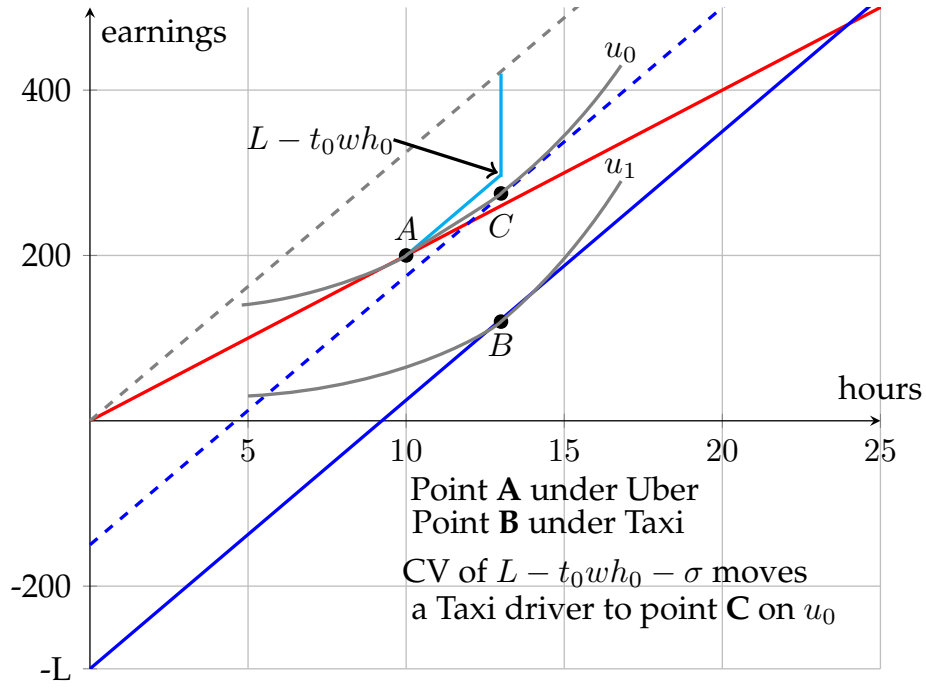 earnings
u₀
400
L − t₀wh₀
u₁
A
C
200
B
hours
5
10
15
20
25
Point A under Uber
Point B under Taxi
-200
CV of L − t₀wh₀ − σ moves
a Taxi driver to point C on u₀
-L